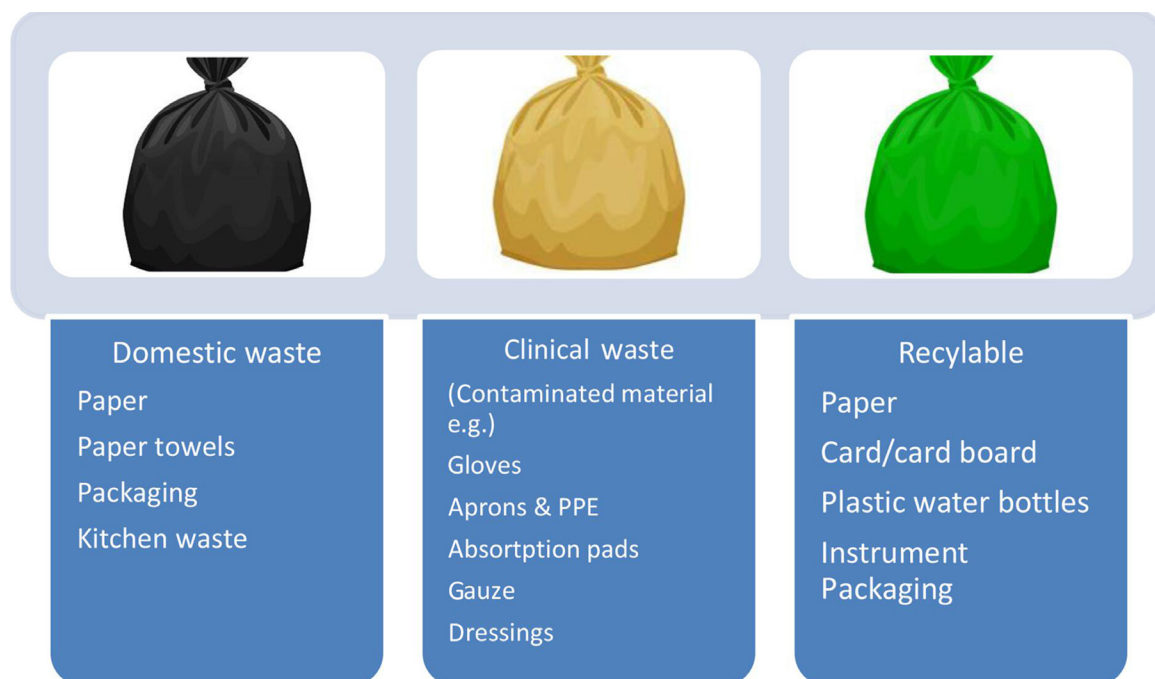 Domestic waste
Paper
Paper towels
Packaging
Kitchen waste
Clinical waste
(Contaminated material
e.g.)
Gloves
Aprons & PPE
Absortption pads
Gauze
Dressings
Recylable
Paper
Card/card board
Plastic water bottles
Instrument
Packaging